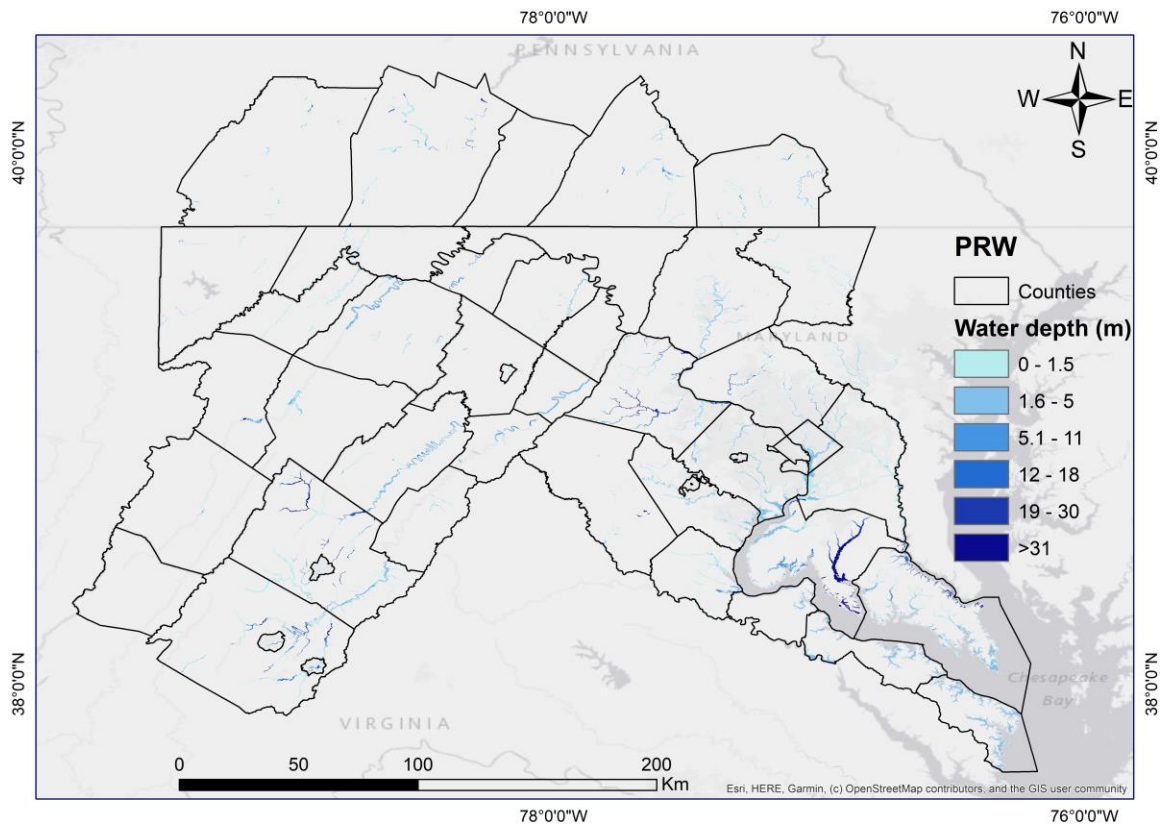 78°0'0"W 76°0'0"W
PENNSYLVANIA
N
W E
S
40°0'0"N 40°0'0"N
PRW
Counties
Water depth (m)
MARYLAND
0 - 1.5
1.6 - 5
5.1 - 11
12 - 18
19 - 30
>31
38°0'0"N 38°0'0"N
Chesapeake
Bay
VIRGINIA
0 50 100 200
Km
Esri, HERE, Garmin, (c) OpenStreetMap contributors, and the GIS user community
78°0'0"W 76°0'0"W